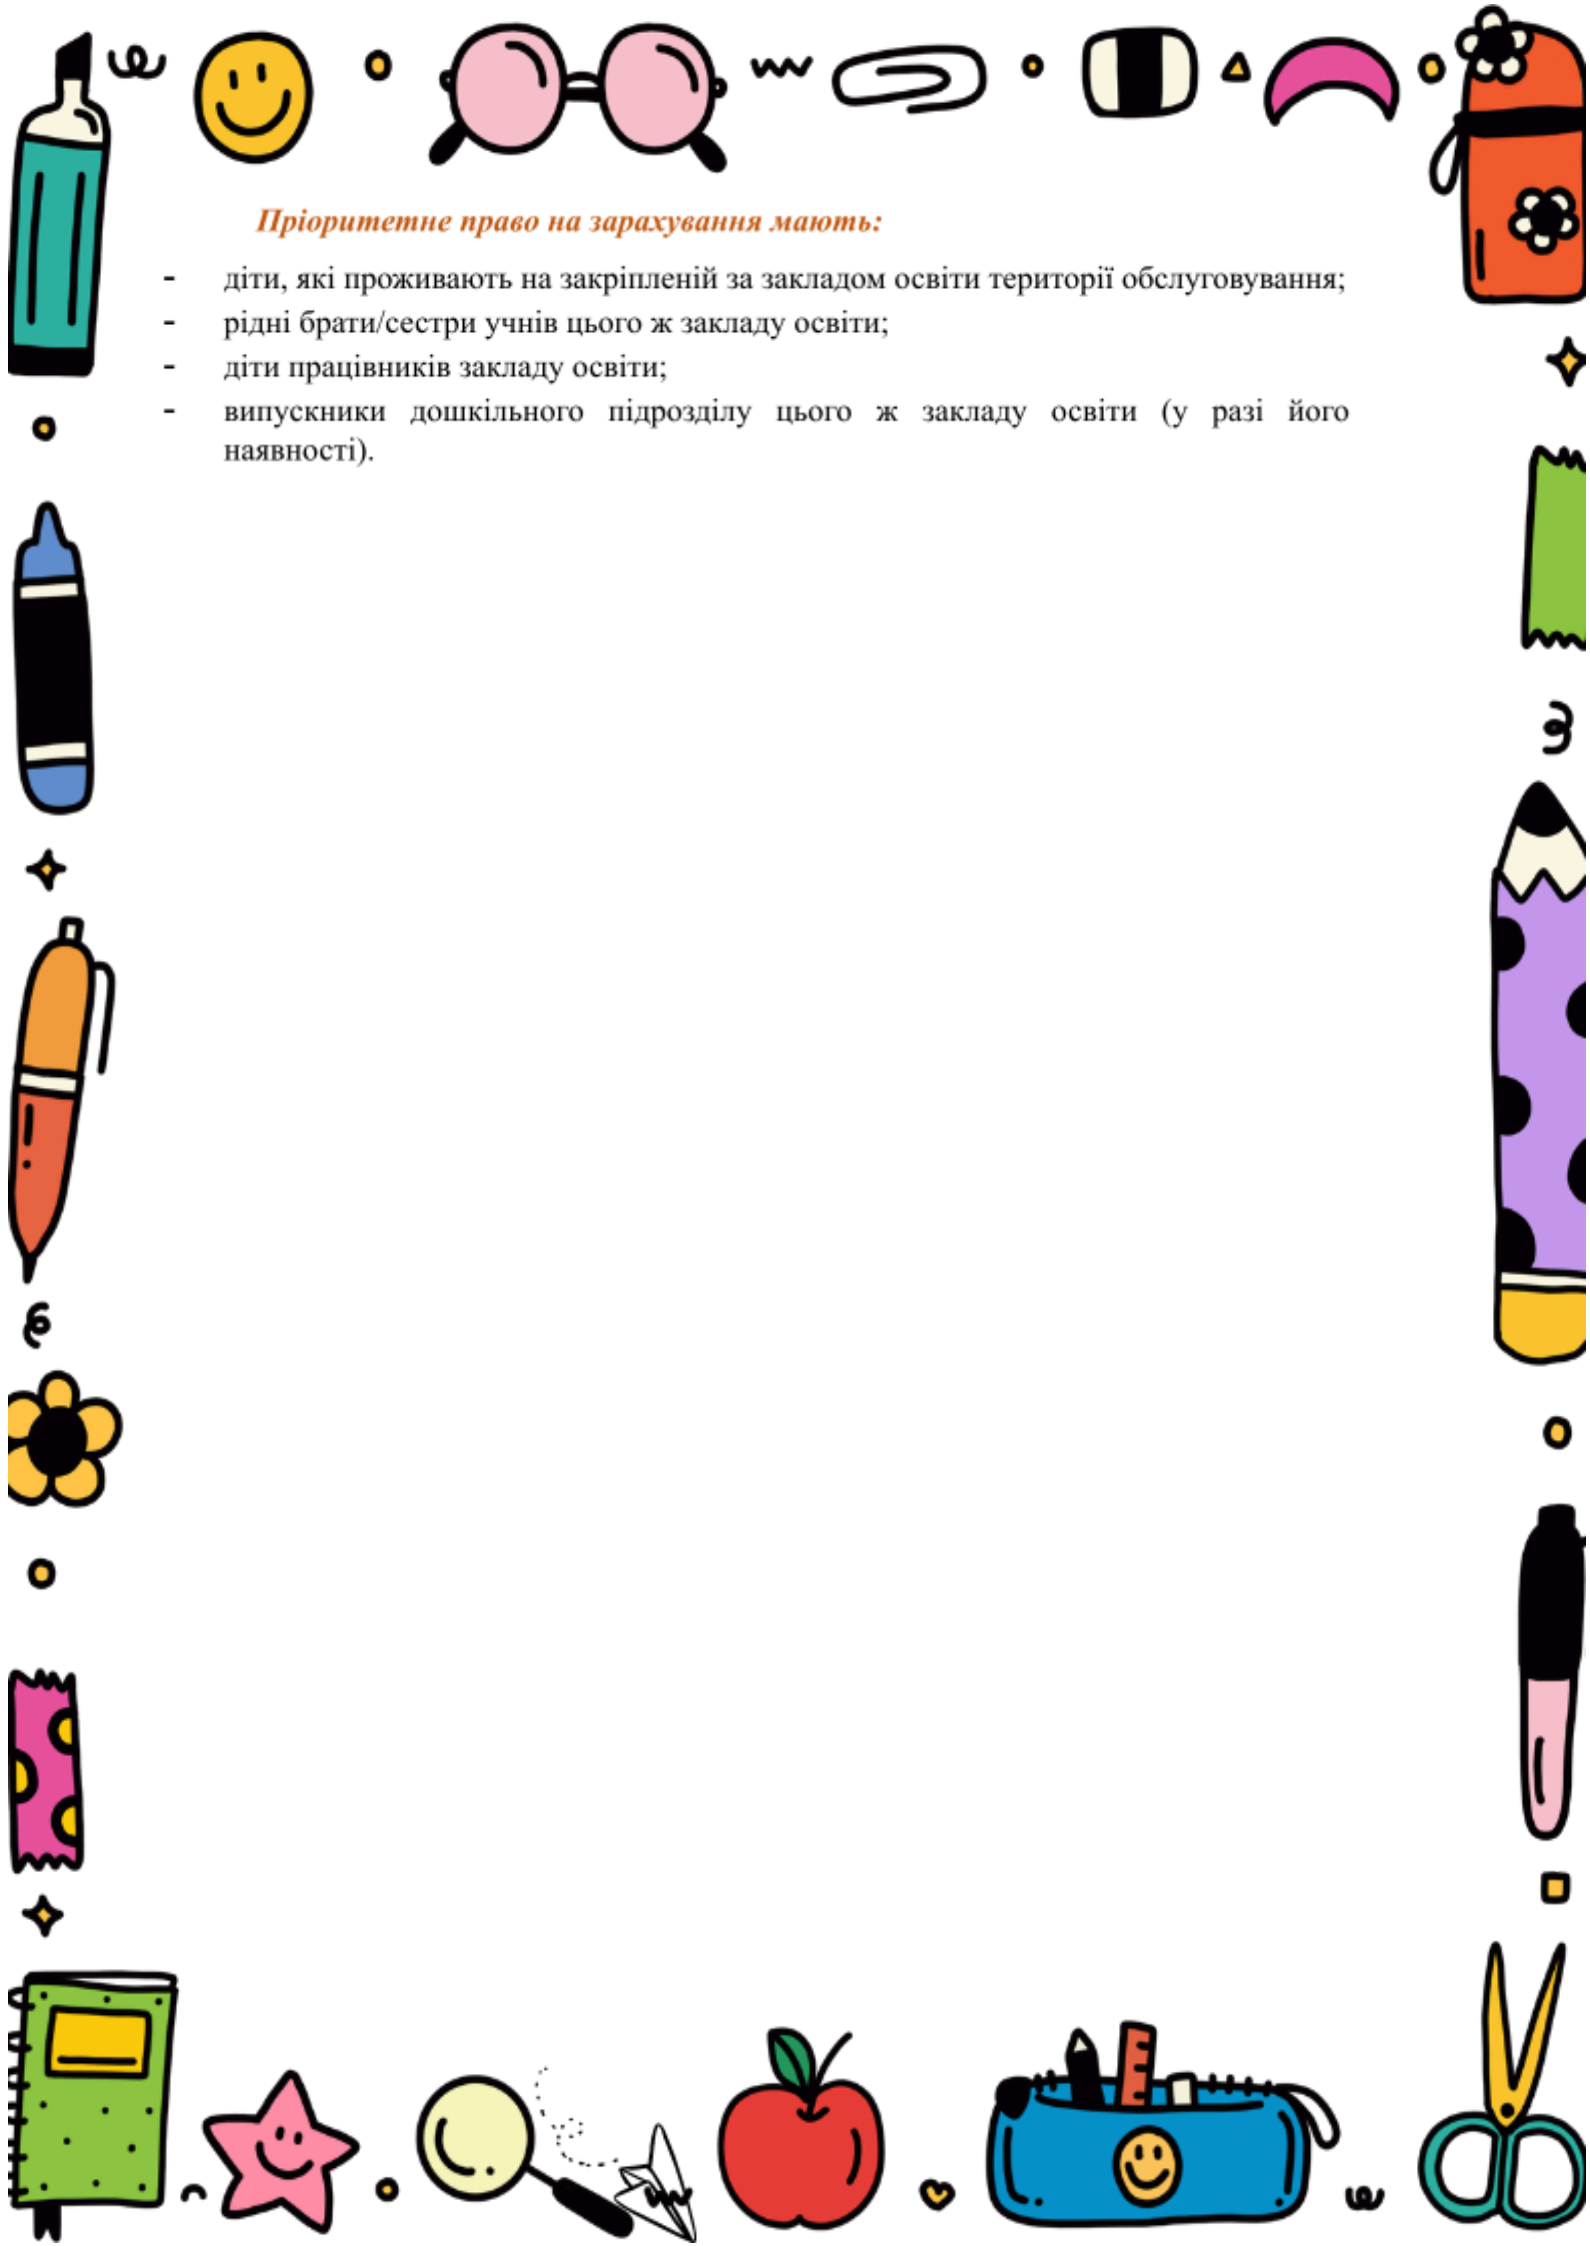 Пріоритетне право на зарахування мають:
- діти, які проживають на закріпленій за закладом освіти території обслуговування;
- рідні брати/сестри учнів цього ж закладу освіти;
- діти працівників закладу освіти;
- випускники дошкільного підрозділу цього ж закладу освіти (у разі його
наявності).